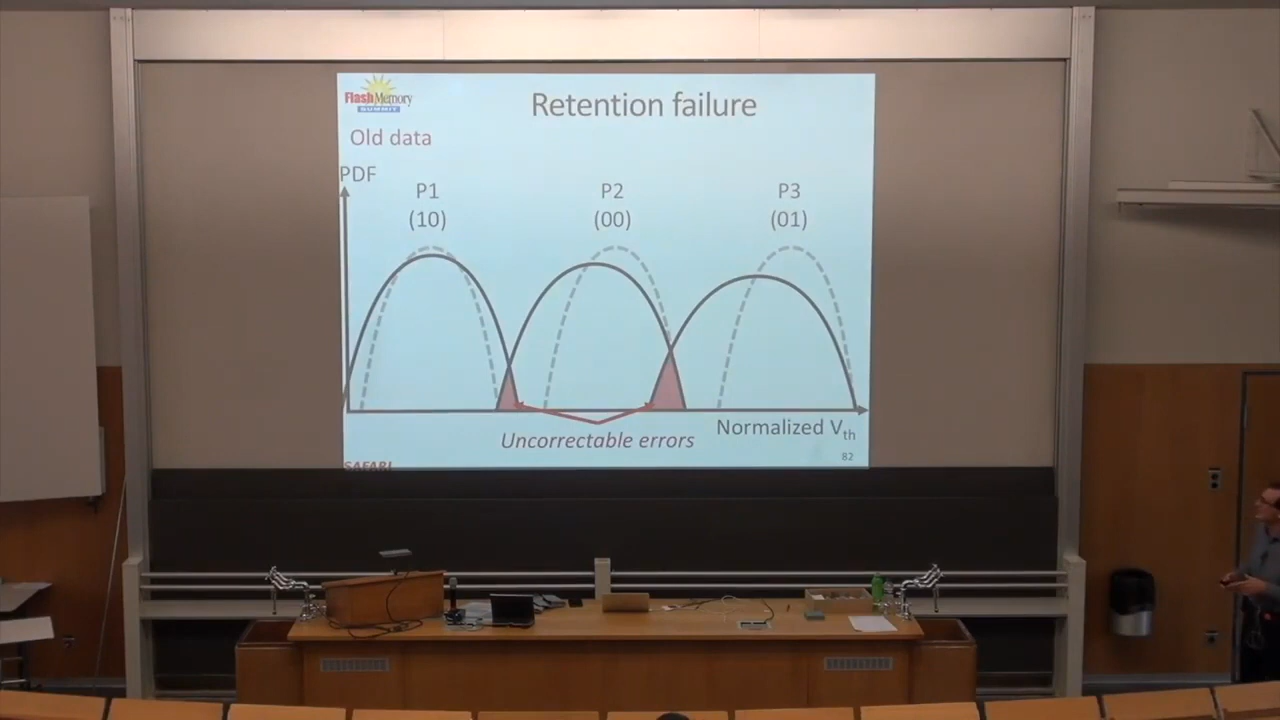 Flash Memory
SUMMIT
Retention failure
Old data
PDF
P1
(10)
P2
(00)
P3
(01)
Uncorrectable errors
Normalized Vth
82
SAFARI